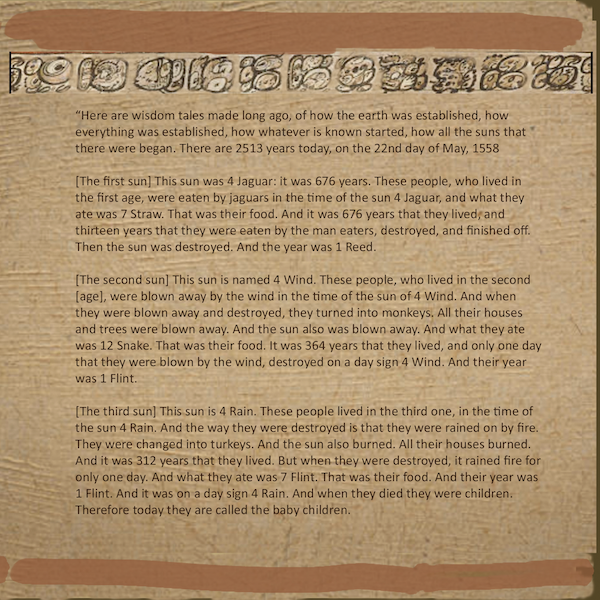 “Here are wisdom tales made long ago, of how the earth was established, how
everything was established, how whatever is known started, how all the suns that
there were began. There are 2513 years today, on the 22nd day of May, 1558
[The first sun] This sun was 4 Jaguar: it was 676 years. These people, who lived in
the first age, were eaten by jaguars in the time of the sun 4 Jaguar, and what they
ate was 7 Straw. That was their food. And it was 676 years that they lived, and
thirteen years that they were eaten by the man eaters, destroyed, and finished off.
Then the sun was destroyed. And the year was 1 Reed.
[The second sun] This sun is named 4 Wind. These people, who lived in the second
[age], were blown away by the wind in the time of the sun of 4 Wind. And when
they were blown away and destroyed, they turned into monkeys. All their houses
and trees were blown away. And the sun also was blown away. And what they ate
was 12 Snake. That was their food. It was 364 years that they lived, and only one day
that they were blown by the wind, destroyed on a day sign 4 Wind. And their year
was 1 Flint.
[The third sun] This sun is 4 Rain. These people lived in the third one, in the time of
the sun 4 Rain. And the way they were destroyed is that they were rained on by fire.
They were changed into turkeys. And the sun also burned. All their houses burned.
And it was 312 years that they lived. But when they were destroyed, it rained fire for
only one day. And what they ate was 7 Flint. That was their food. And their year was
1 Flint. And it was on a day sign 4 Rain. And when they died they were children.
Therefore today they are called the baby children.